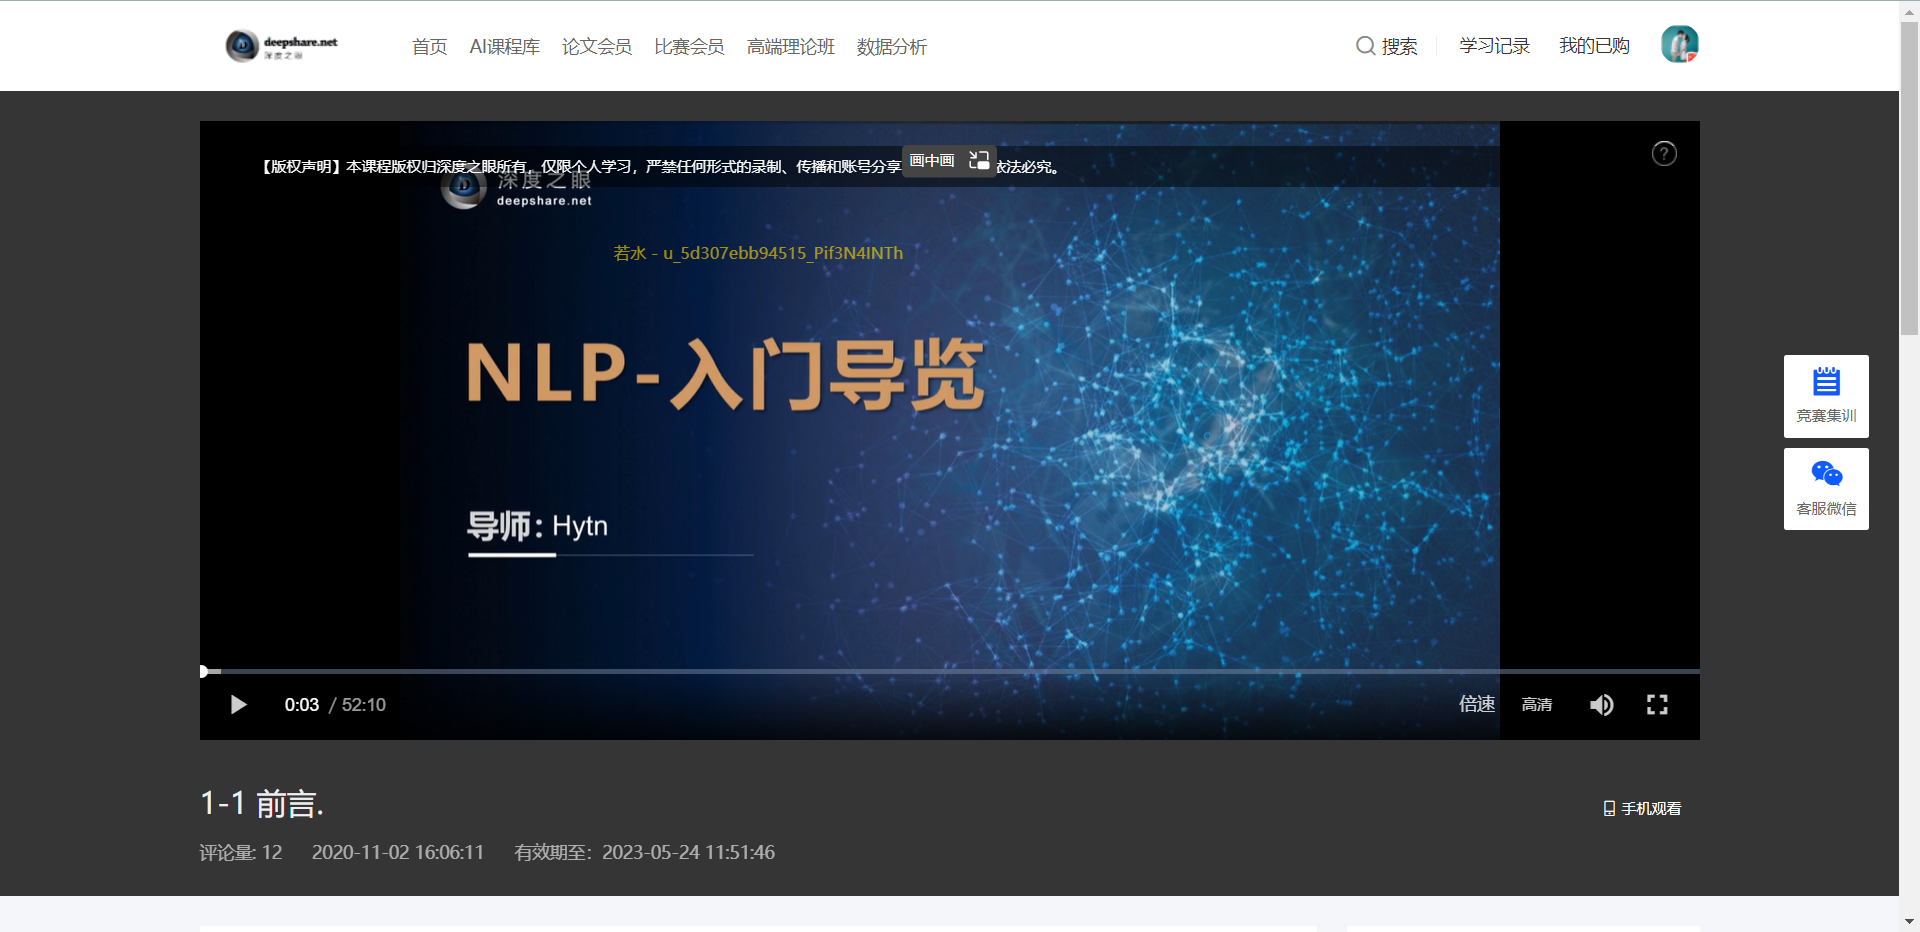 deepshare.net
深度之眼
首页 AI课程库 论文会员 比赛会员 高端理论班 数据分析
搜索 学习记录 我的已购
【版权声明】本课程版权归深度之眼所有，仅限个人学习，严禁任何形式的录制、传播和账号分享
画中画
依法必究。
?
深度之眼
deepshare.net
若水 - u_5d307ebb94515_Pif3N4INTh
NLP-入门导览
导师：Hytn
竞赛集训
客服微信
0:03 / 52:10
倍速 高清
1-1 前言.
手机观看
评论量: 12 2020-11-02 16:06:11 有效期至：2023-05-24 11:51:46